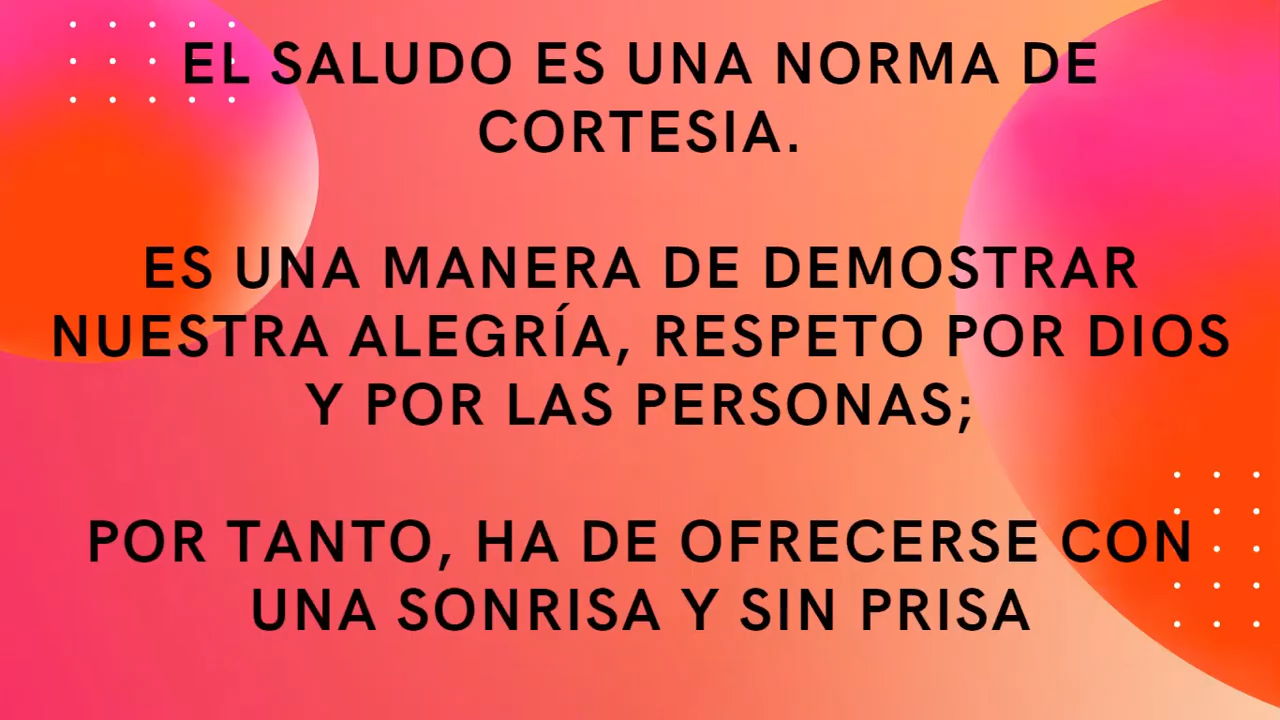 EL SALUDO ES UNA NORMA DE
CORTESIA.
ES UNA MANERA DE DEMOSTRAR
NUESTRA ALEGRÍA, RESPETO POR DIOS
Y POR LAS PERSONAS;
POR TANTO, HA DE OFRECERSE CON
UNA SONRISA Y SIN PRISA